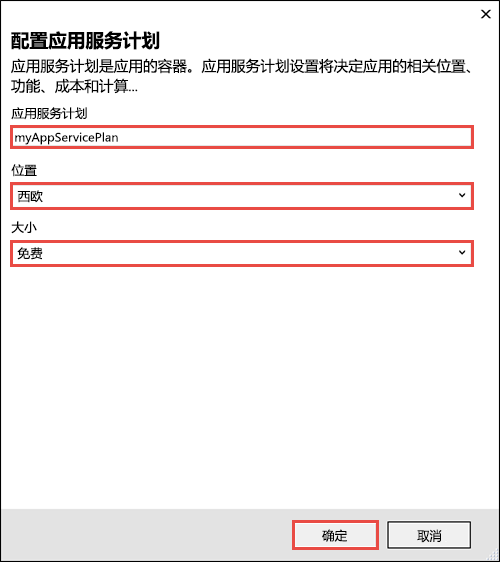 配置应用服务计划
应用服务计划是应用的容器。应用服务计划设置将决定应用的相关位置、
功能、成本和计算...
应用服务计划
myAppServicePlan
位置
西欧
大小
免费
确定
取消